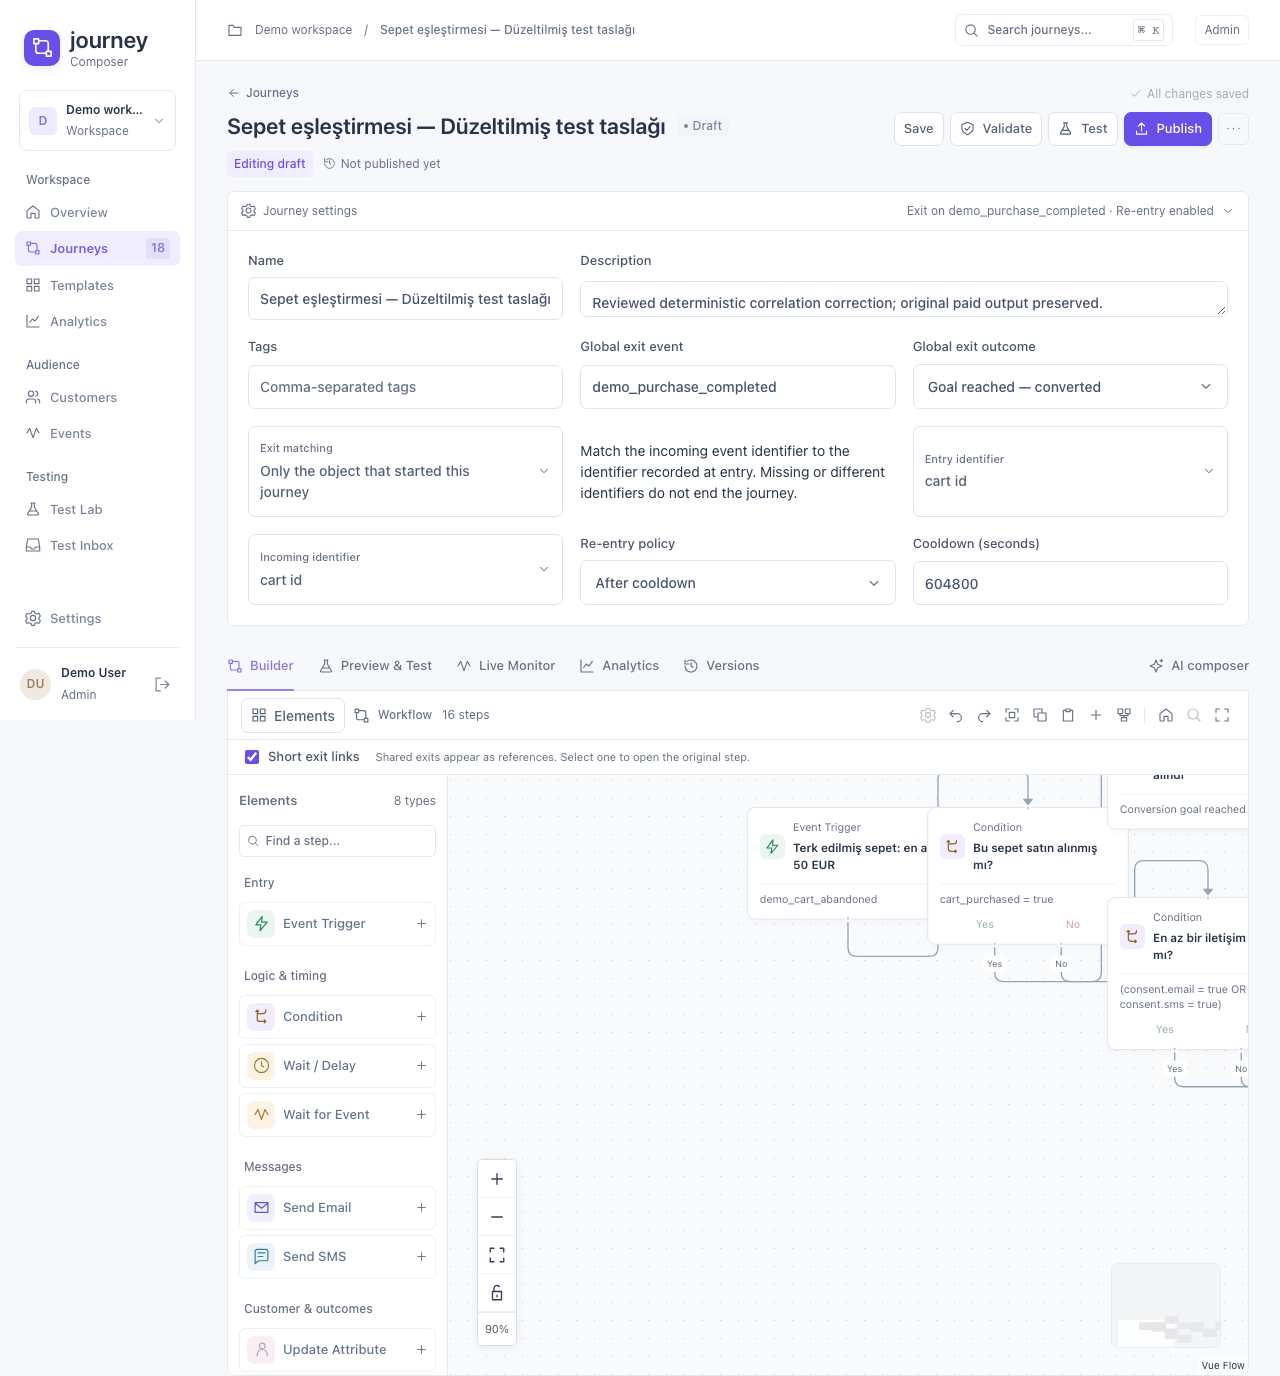 journey
Composer
D
Demo work...
Workspace
Workspace
Overview
Journeys
18
Templates
Analytics
Audience
Customers
Events
Testing
Test Lab
Test Inbox
Settings
DU
Demo User
Admin
Demo workspace / Sepet eşleştirmesi — Düzeltilmiş test taslağı
Search journeys...
⌘ K
Admin
Journeys
All changes saved
Sepet eşleştirmesi — Düzeltilmiş test taslağı
• Draft
Save
Validate
Test
Publish
...
Editing draft
Not published yet
Journey settings
Exit on demo_purchase_completed · Re-entry enabled
Name
Description
Sepet eşleştirmesi — Düzeltilmiş test taslağı
Reviewed deterministic correlation correction; original paid output preserved.
Tags
Global exit event
Global exit outcome
Comma-separated tags
demo_purchase_completed
Goal reached — converted
Exit matching
Only the object that started this
journey
Match the incoming event identifier to the
identifier recorded at entry. Missing or different
identifiers do not end the journey.
Entry identifier
cart id
Incoming identifier
cart id
Re-entry policy
After cooldown
Cooldown (seconds)
604800
Builder
Preview & Test
Live Monitor
Analytics
Versions
AI composer
Elements
Workflow
16 steps
Short exit links
Shared exits appear as references. Select one to open the original step.
Elements
8 types
Find a step...
Entry
Event Trigger
Logic & timing
Condition
Wait / Delay
Wait for Event
Messages
Send Email
Send SMS
Customer & outcomes
Update Attribute
Event Trigger
Terk edilmiş sepet: en a
50 EUR
demo_cart_abandoned
Condition
Bu sepet satın alınmış
mı?
cart_purchased = true
Yes
No
Yes
No
alındı
Conversion goal reached
Condition
En az bir iletişim
mı?
(consent.email = true OR
consent.sms = true)
Yes
Yes
No
90%
Vue Flow